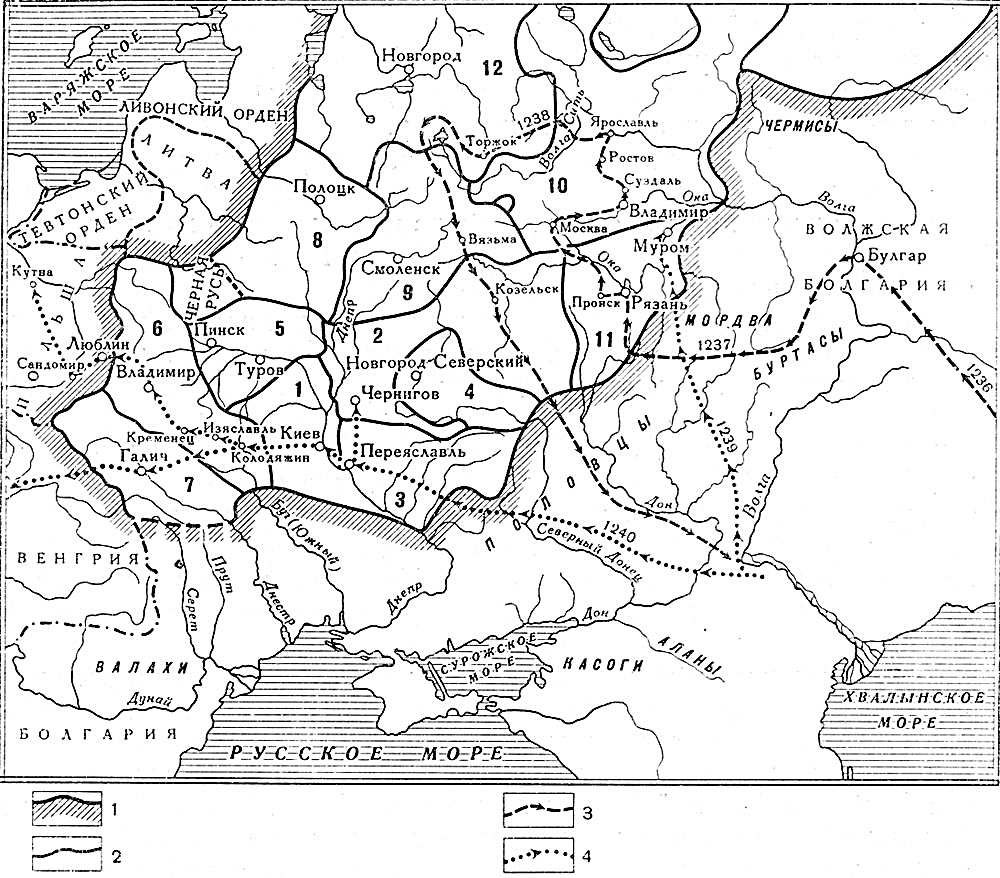 ВАРЯЖСКОЕ
МОРЕ
Новгород
12
ЛИВОНСКИЙ ОРДЕН
ЛИТВА
ТЕВТОНСКИЙ
ОРДЕН
1238
Сить
Торжок
Волга
Ярославль
Ростов
Суздаль
10
Владимир
Ока
ЧЕРМИСЫ
Волга
ВОЛЖСКАЯ
БОЛГАРИЯ
Булгар
Полоцк
8
Вязьма
Москва
Муром
Смоленск
9
Козельск
Ока
Пронск
Рязань
МОРДВА
1237
БУРТАСЫ
1236
Кутва
ПОЛЬША
ЧЕРНАЯ
РУСЬ
Днепр
6
Пинск
5
2
11
Люблин
Сандомир
Владимир
Туров
1
Новгород-Северский
4
Чернигов
Кременец
Изяславль
Киев
Колодяжин
Галич
7
Переяславль
3
ПОЛОВЦЫ
1239
Волга
Дон
1240
Северный Донец
ВЕНГРИЯ
Буг (Южный)
Прут
Серет
Днестр
Днепр
Дон
СУРОЖСКОЕ
МОРЕ
КАСОГИ
АЛАНЫ
ВАЛАХИ
Дунай
БОЛГАРИЯ
РУССКОЕ МОРЕ
ХВАЛЫНСКОЕ
МОРЕ
1
2
3
4